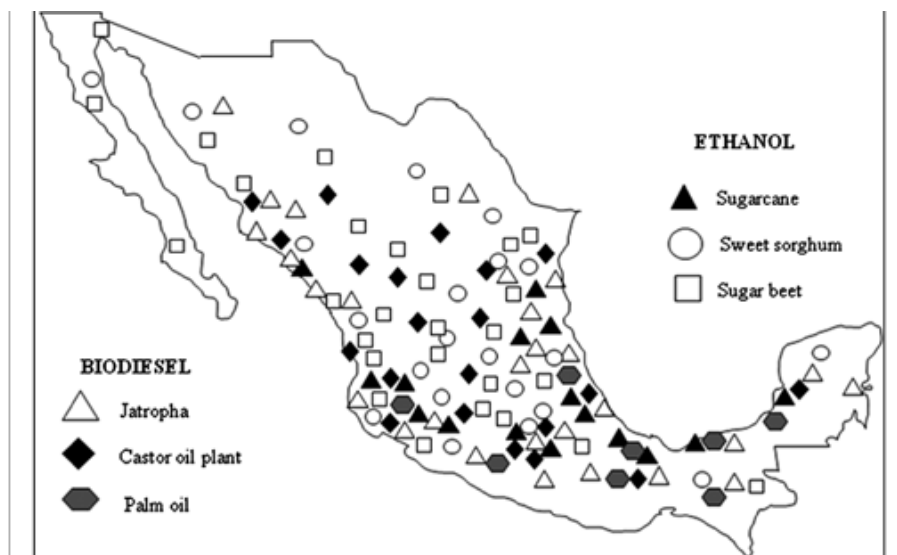 ETHANOL
Sugarcane
Sweet sorghum
Sugar beet
BIODIESEL
Jatropha
Castor oil plant
Palm oil